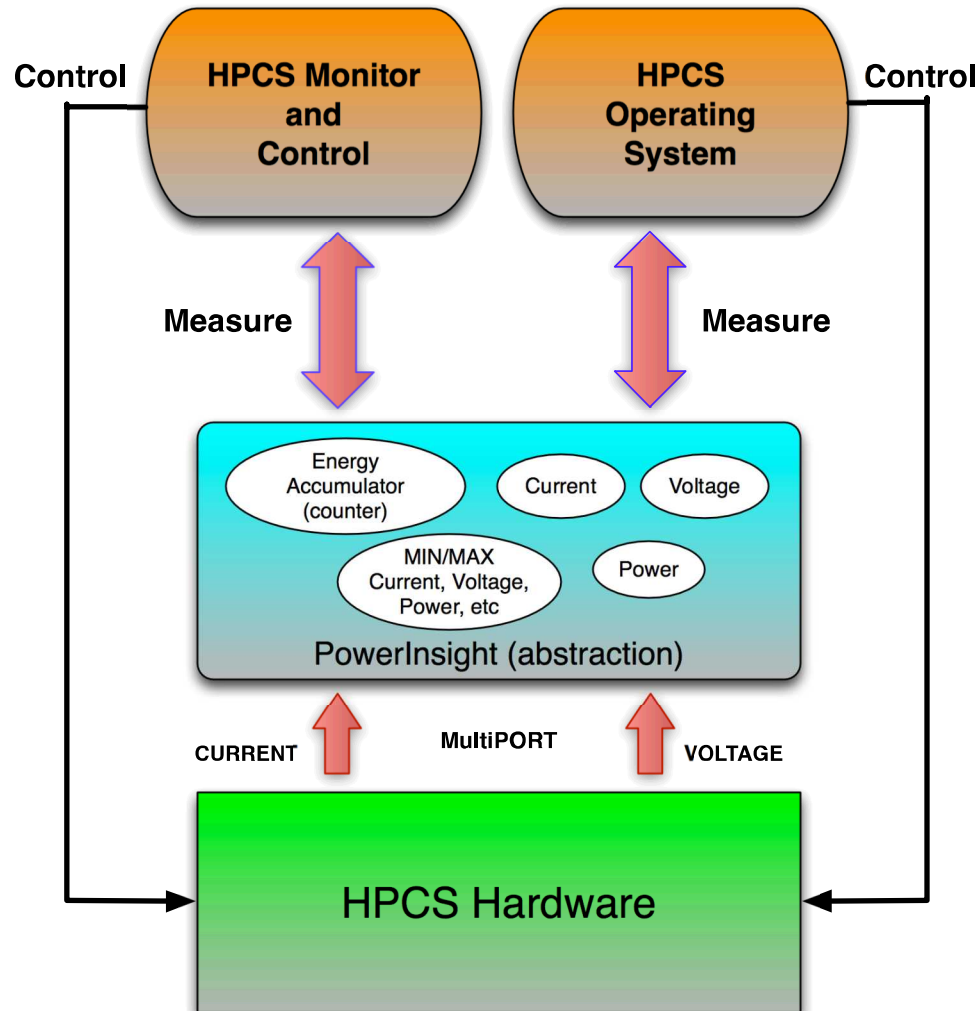 Control
HPCS Monitor
and
Control
HPCS
Operating
System
Control
Measure
Measure
Energy
Accumulator
(counter)
Current
Voltage
MIN/MAX
Current, Voltage,
Power, etc
Power
PowerInsight (abstraction)
CURRENT
MultiPORT
VOLTAGE
HPCS Hardware